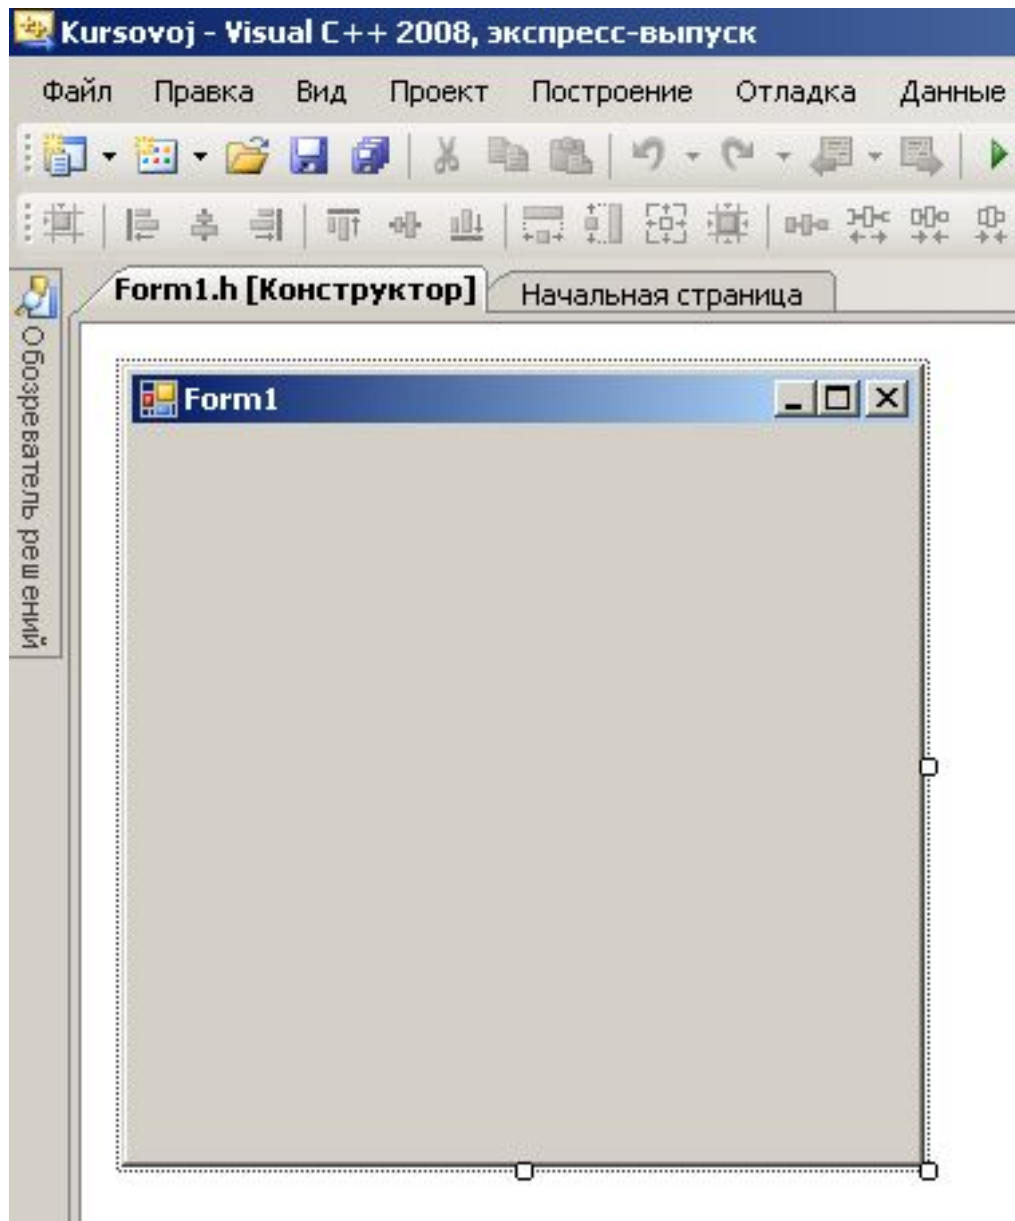 Kursovoj - Visual C++ 2008, экспресс-выпуск
Файл Правка Вид Проект Построение Отладка Данные
Form1.h [Конструктор] Начальная страница
Обозреватель решений
Form1